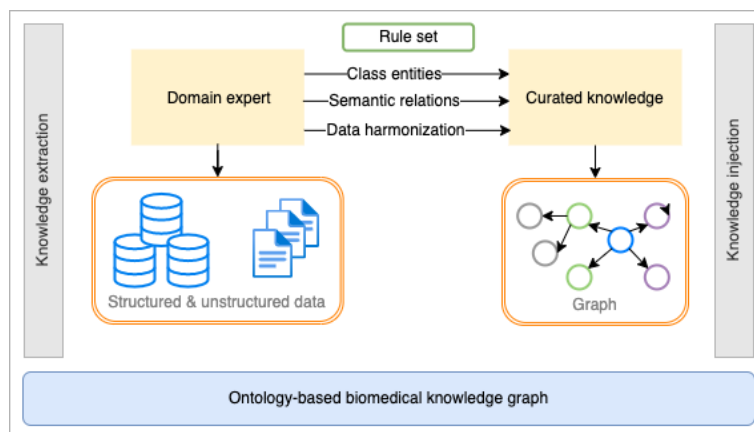 Rule set
Knowledge extraction
Domain expert
Class entities
Semantic relations
Data harmonization
Curated knowledge
Knowledge injection
Structured & unstructured data
Graph
Ontology-based biomedical knowledge graph